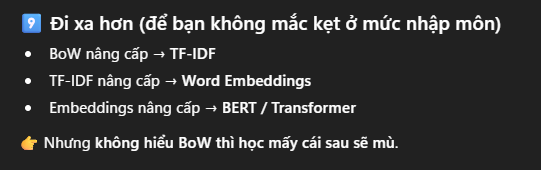 9️⃣ Đi xa hơn (để bạn không mắc kẹt ở mức nhập môn)
• BoW nâng cấp → TF-IDF
• TF-IDF nâng cấp → Word Embeddings
• Embeddings nâng cấp → BERT / Transformer
👉 Nhưng không hiểu BoW thì học mấy cái sau sẽ mù.